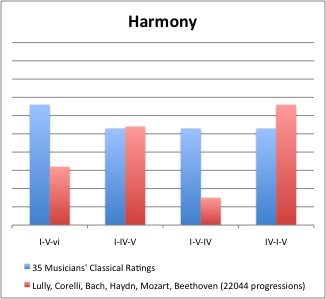 Harmony
I-V-vi
I-IV-V
I-V-IV
IV-I-V
35 Musicians' Classical Ratings
Lully, Corelli, Bach, Haydn, Mozart, Beethoven (22044 progressions)